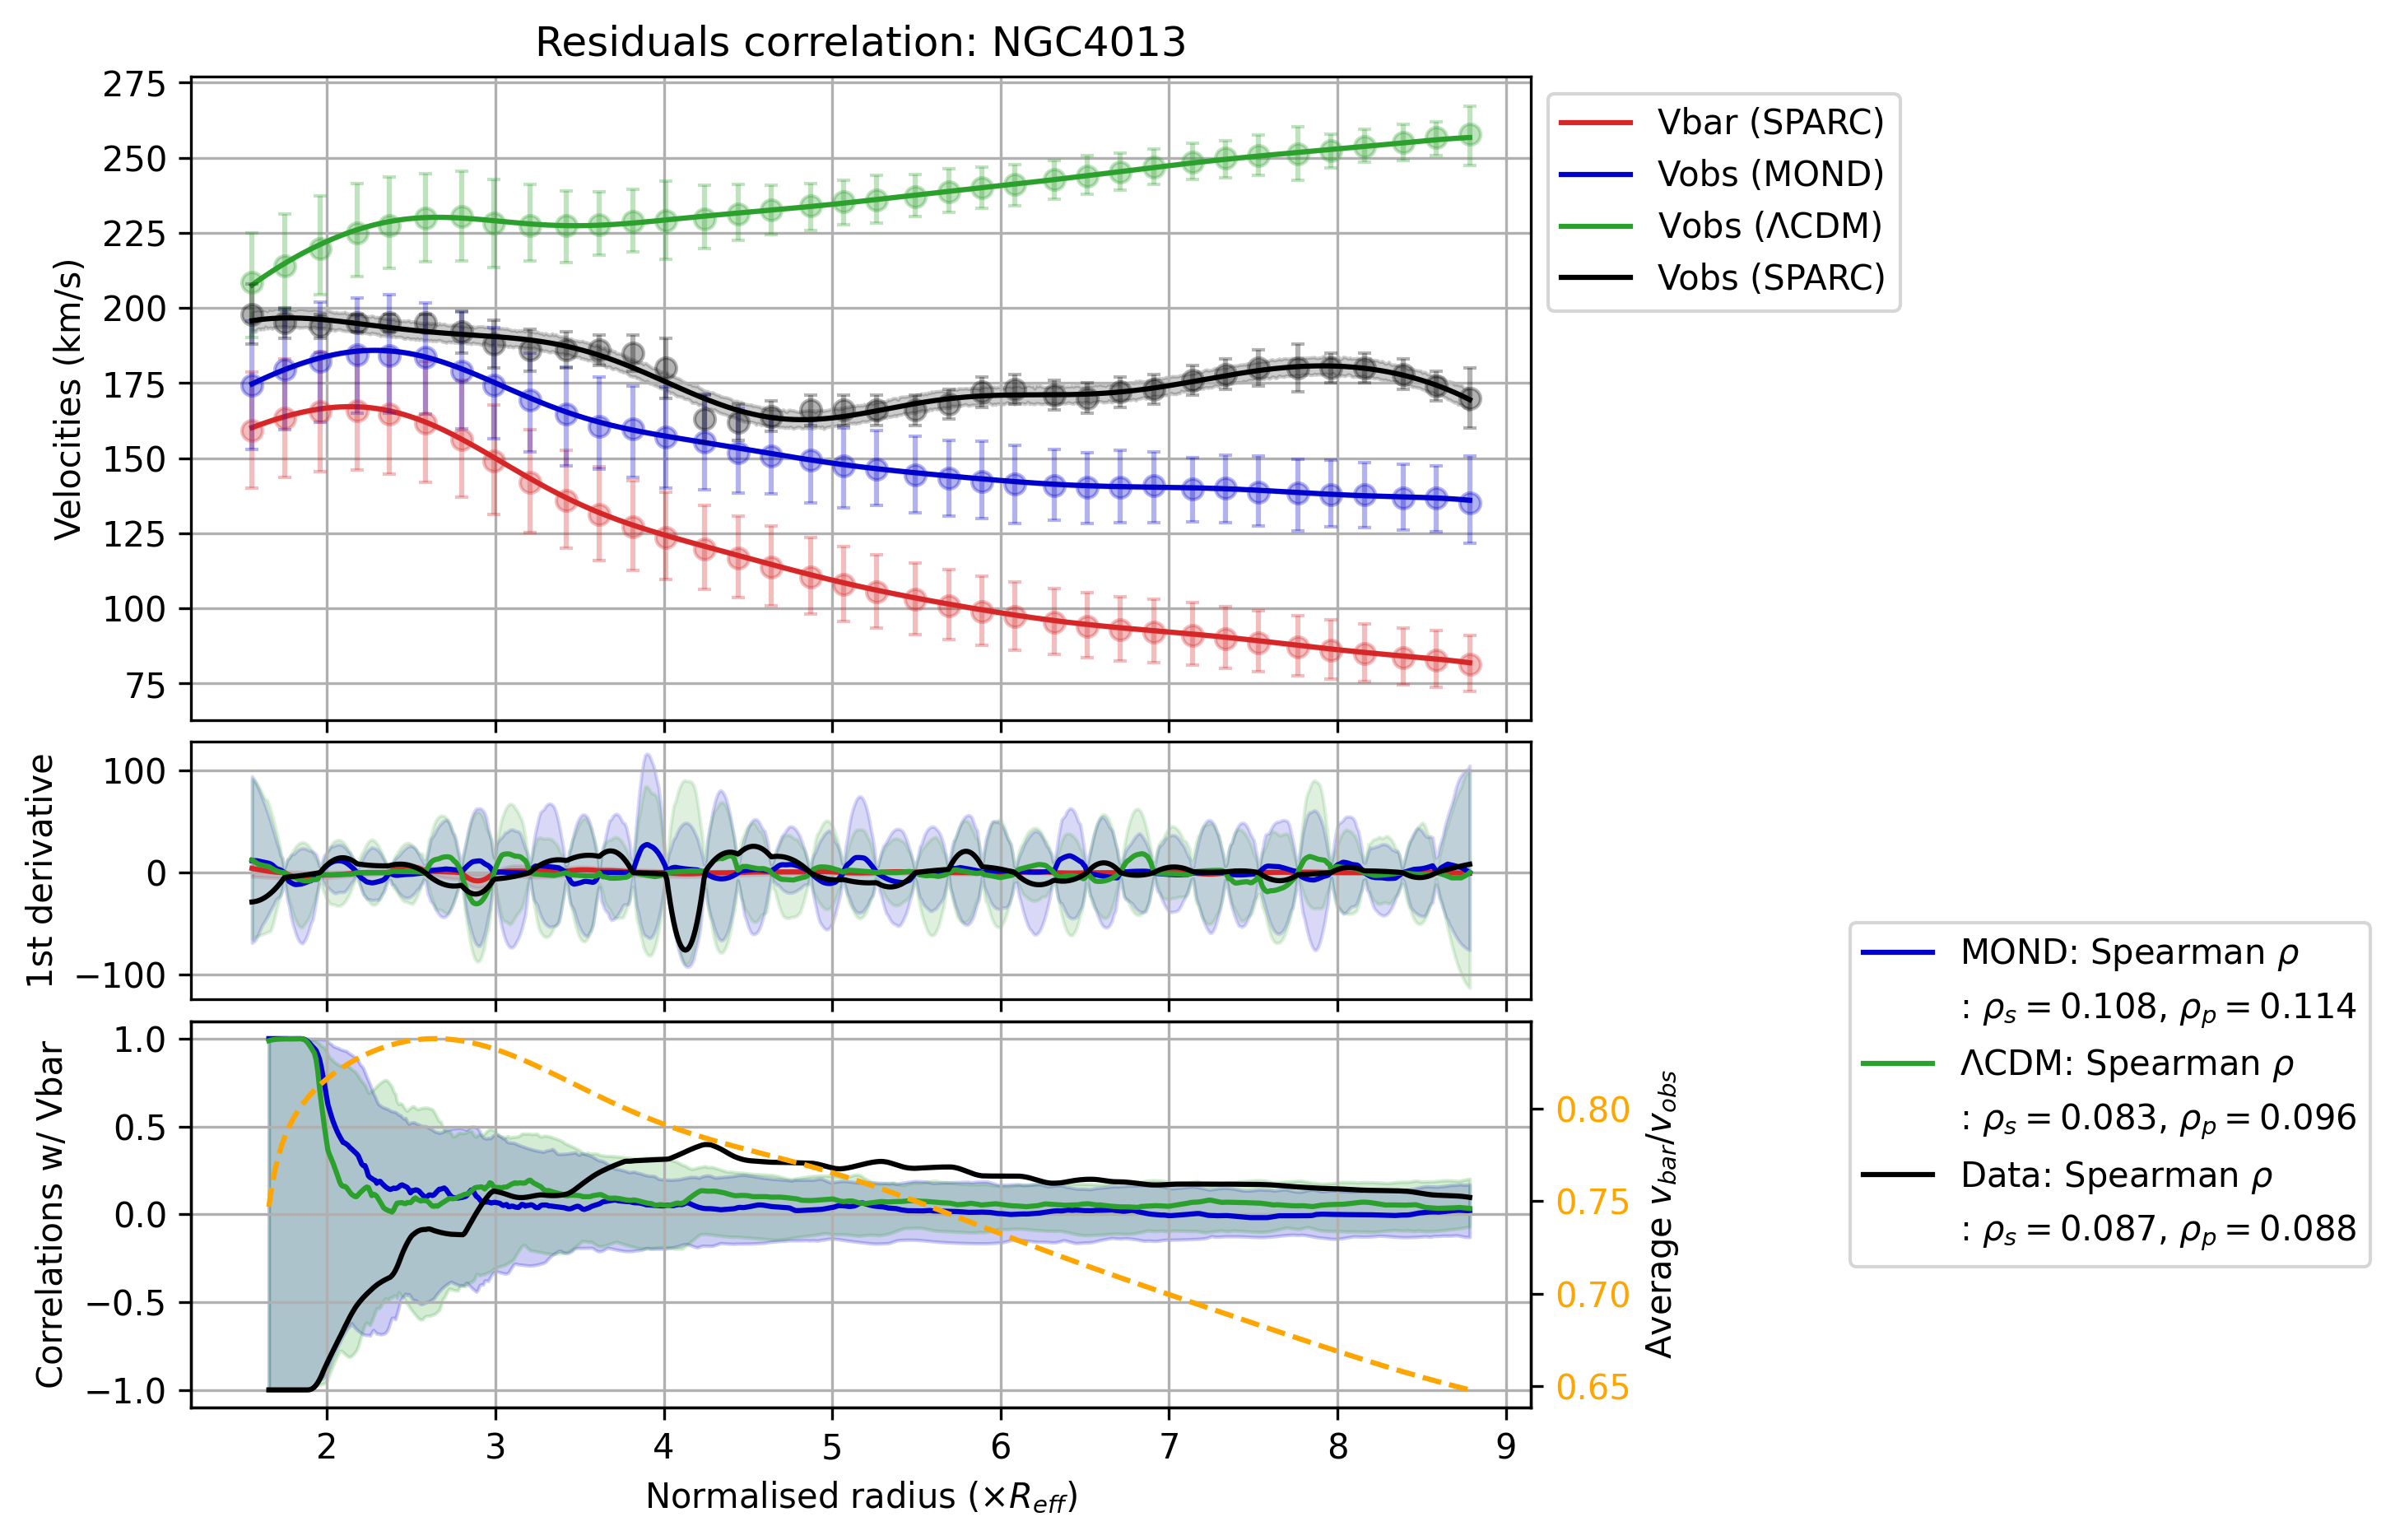 Residuals correlation: NGC4013
Velocities (km/s)
275
250
225
200
175
150
125
100
75
Vbar (SPARC)
Vobs (MOND)
Vobs (ΛCDM)
Vobs (SPARC)
1st derivative
100
0
−100
Correlations w/ Vbar
1.0
0.5
0.0
−0.5
−1.0
0.80
0.75
0.70
0.65
Average v_bar/v_obs
MOND: Spearman ρ
: ρ_s = 0.108, ρ_p = 0.114
ΛCDM: Spearman ρ
: ρ_s = 0.083, ρ_p = 0.096
Data: Spearman ρ
: ρ_s = 0.087, ρ_p = 0.088
2 3 4 5 6 7 8 9
Normalised radius (×R_eff)